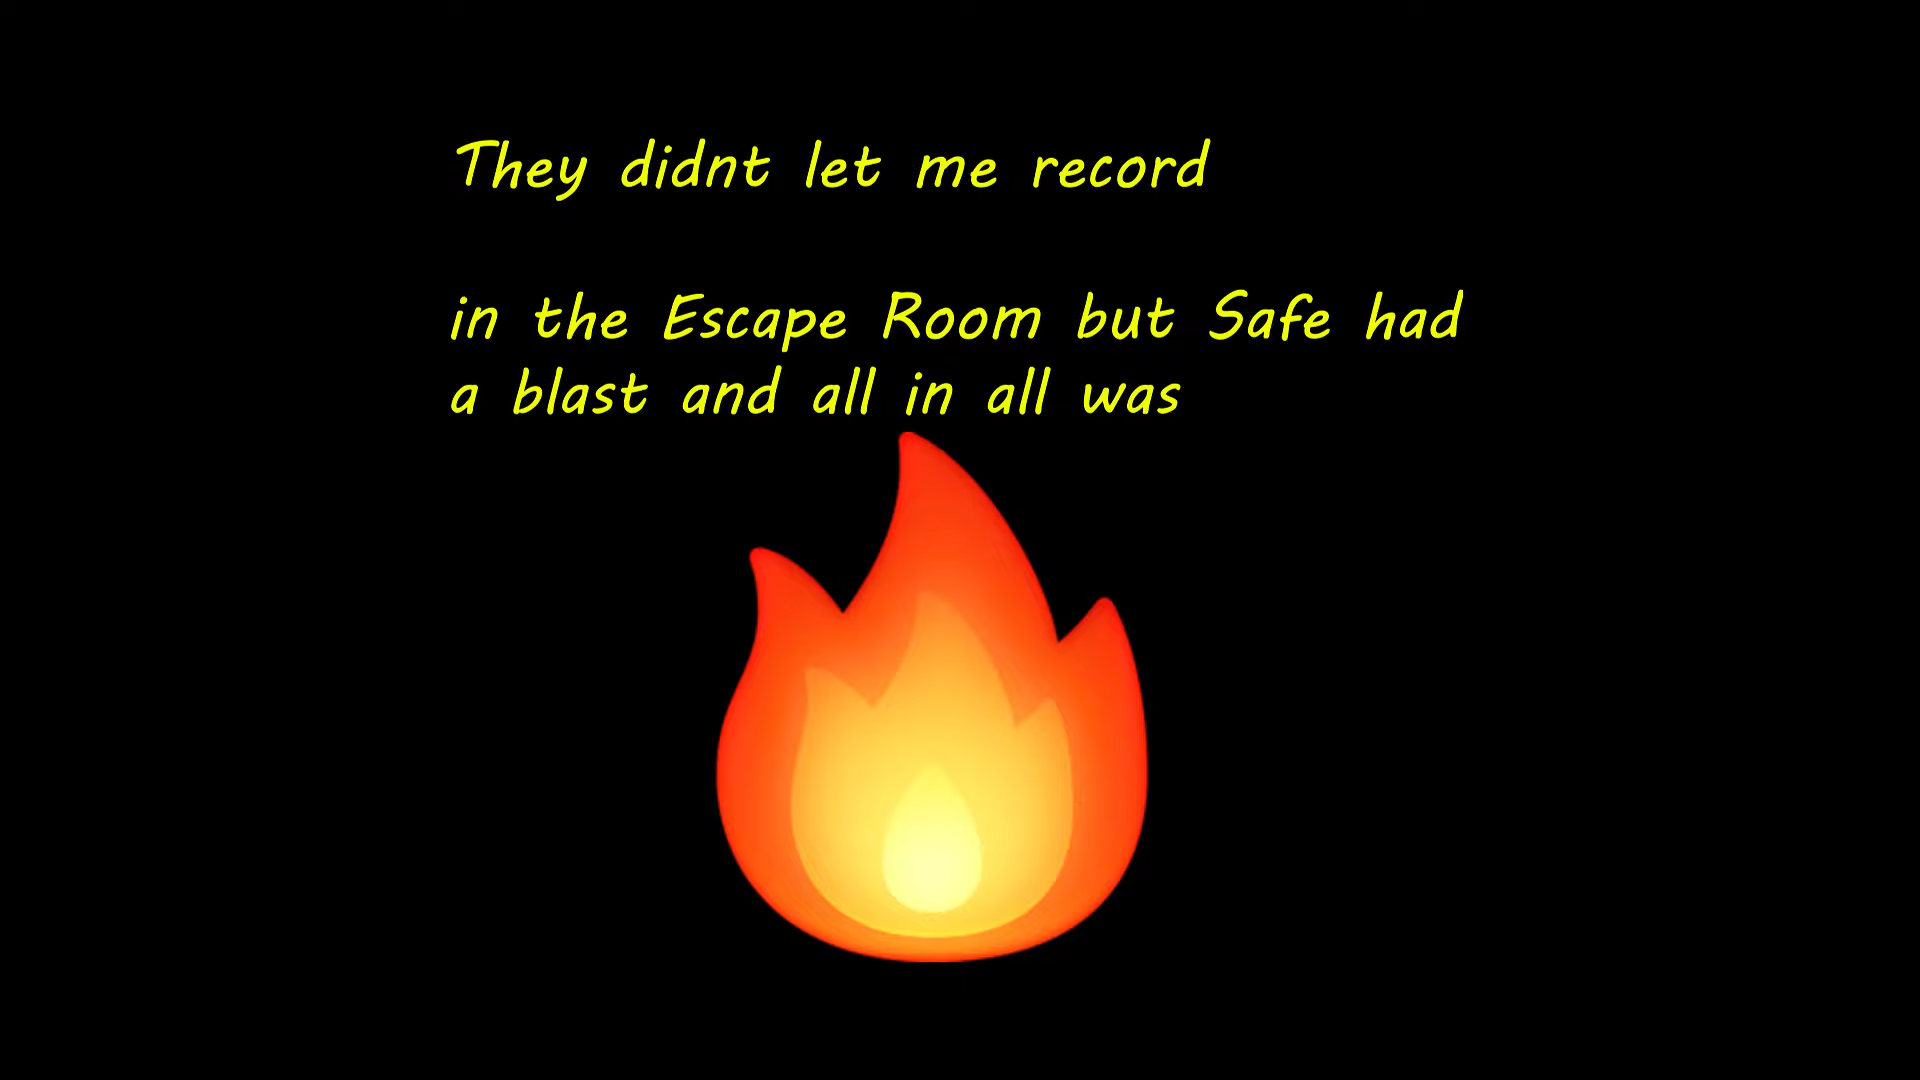 They didnt let me record
in the Escape Room but Safe had
a blast and all in all was